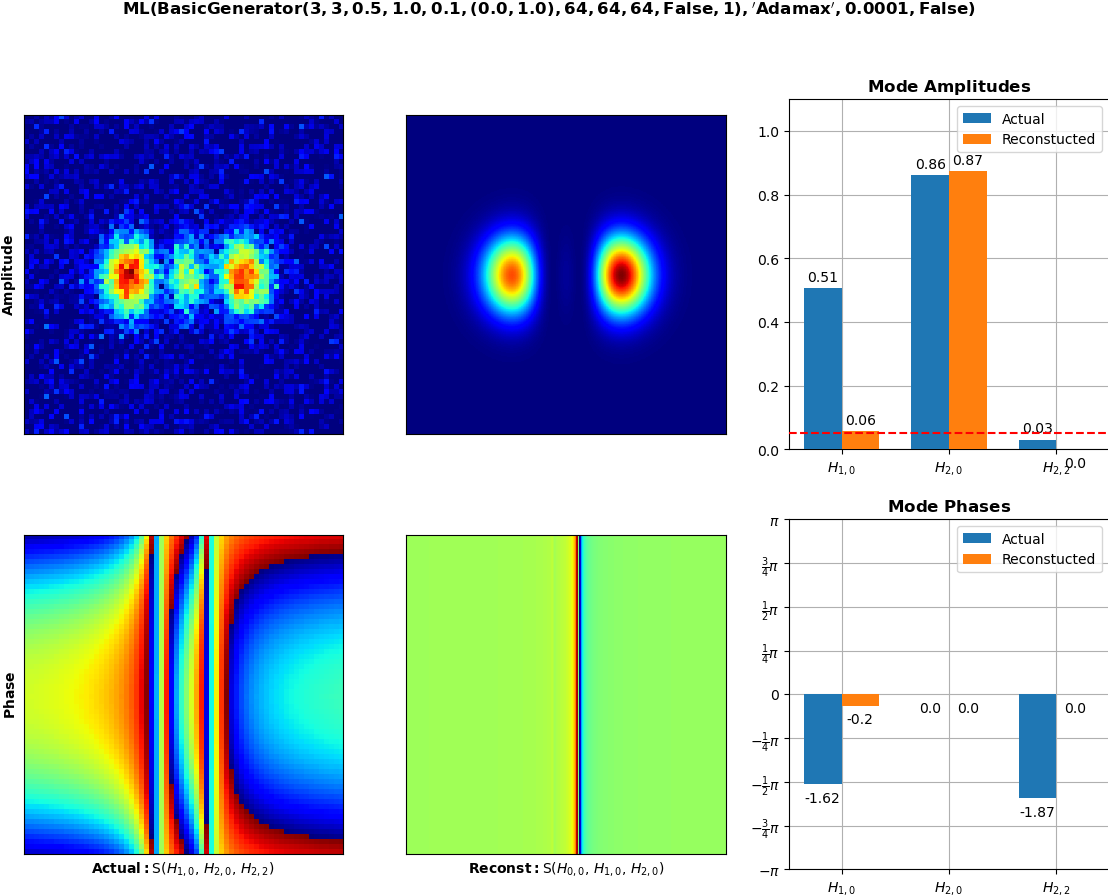 ML(BasicGenerator(3, 3, 0.5, 1.0, 0.1, (0.0, 1.0), 64, 64, 64, False, 1), ′Adamax′, 0.0001, False)
Amplitude
Mode Amplitudes
Actual
Reconstucted
1.0
0.8
0.6
0.4
0.2
0.0
0.51
0.06
0.86
0.87
0.03
0.0
H1,0
H2,0
H2,2
Phase
Actual: S(H1,0, H2,0, H2,2)
Reconst: S(H0,0, H1,0, H2,0)
Mode Phases
Actual
Reconstucted
π
3/4π
1/2π
1/4π
0
−1/4π
−1/2π
−3/4π
−π
-1.62
-0.2
0.0
0.0
-1.87
0.0
H1,0
H2,0
H2,2